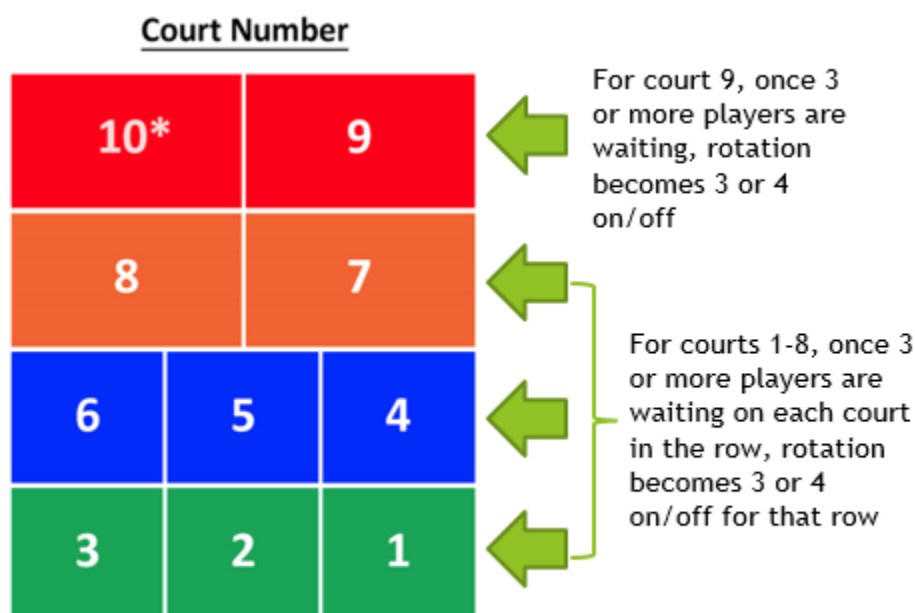 Court Number
10* 9
For court 9, once 3
or more players are
waiting, rotation
becomes 3 or 4
on/off
8 7
6 5 4
For courts 1-8, once 3
or more players are
waiting on each court
in the row, rotation
becomes 3 or 4
on/off for that row
3 2 1